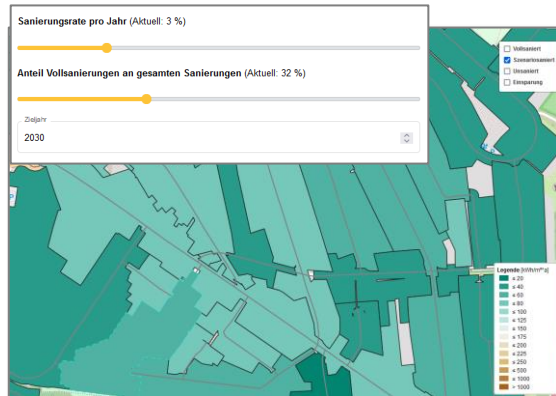 Sanierungsrate pro Jahr (Aktuell: 3 %)
Anteil Vollsanierungen an gesamten Sanierungen (Aktuell: 32 %)
Zieljahr
2030
Vollsaniert
Szenariosaniert
Unsaniert
Einsparung
Legende [kWh/m²*a]
≤ 20
≤ 40
≤ 60
≤ 80
≤ 100
≤ 125
≤ 150
≤ 175
≤ 200
≤ 225
≤ 250
≤ 500
≤ 1000
> 1000